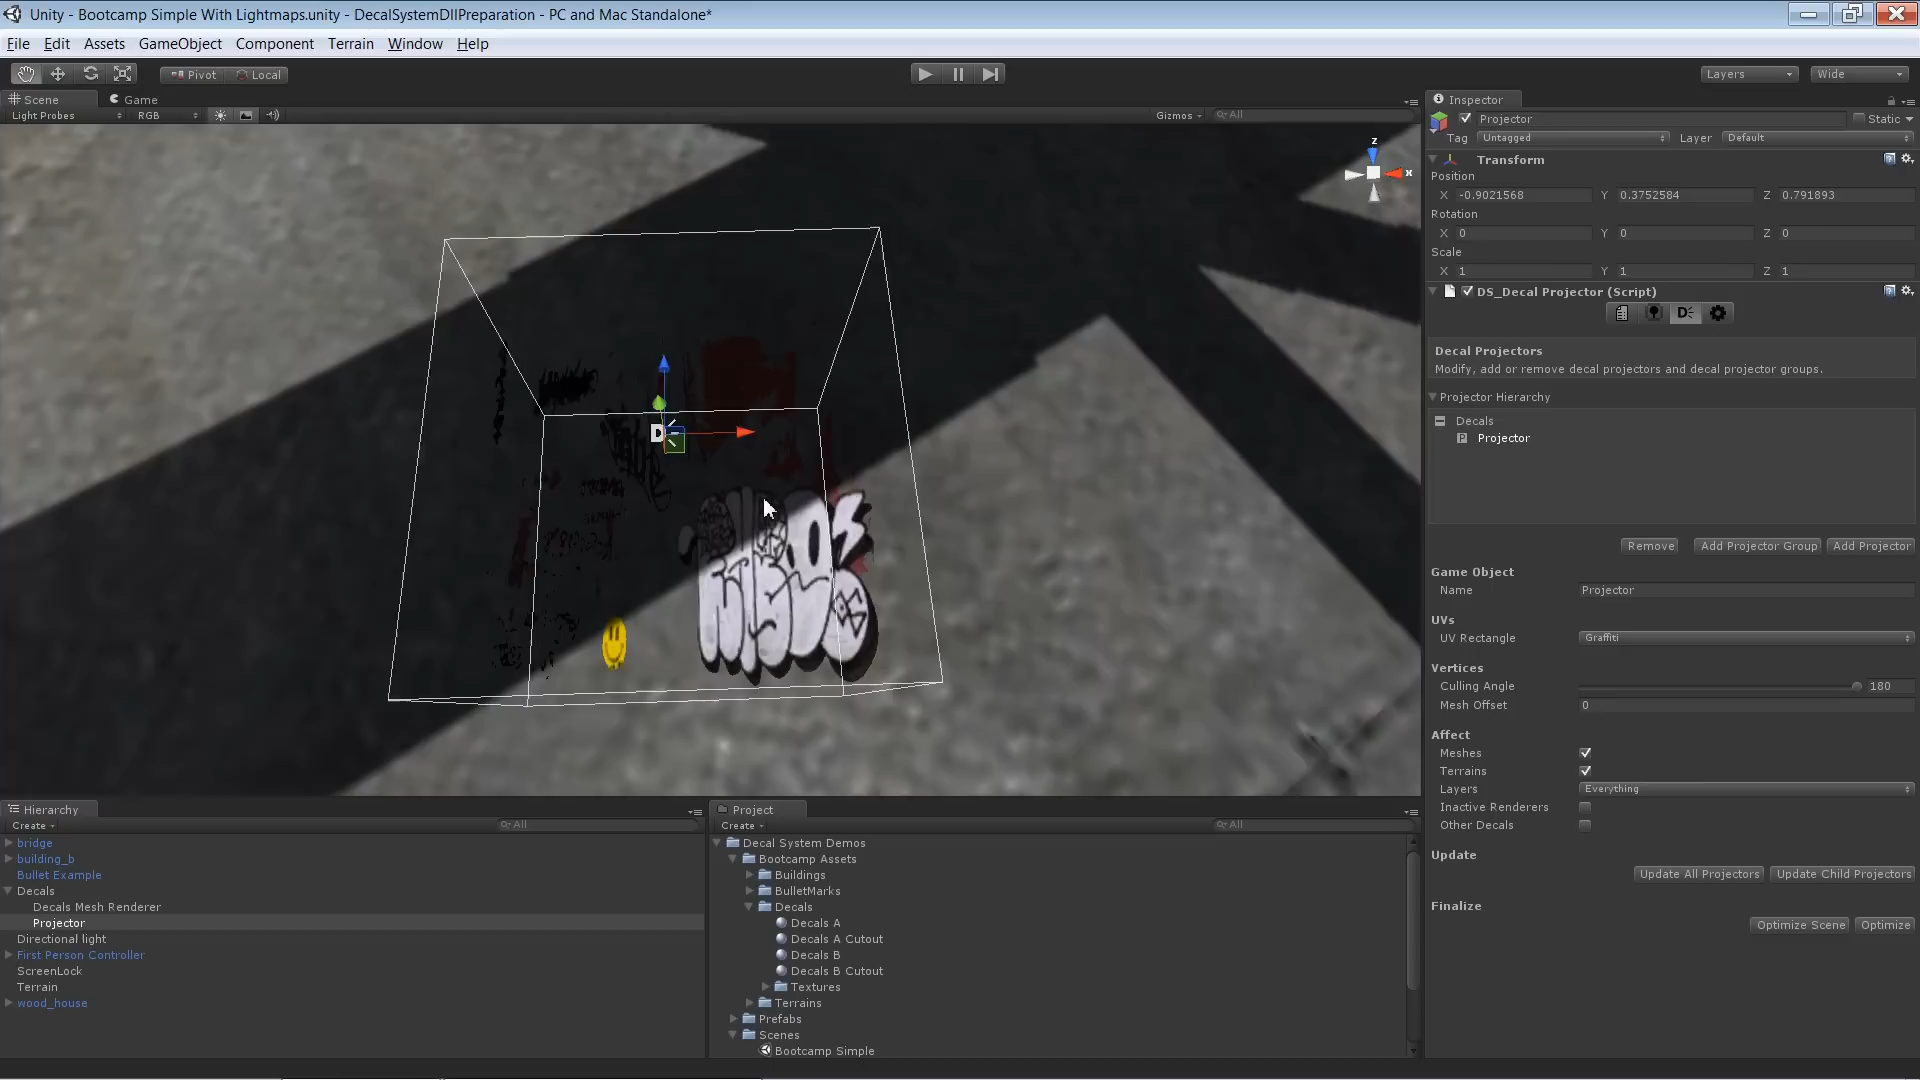 Unity - Bootcamp Simple With Lightmaps.unity - DecalSystemDllPreparation - PC and Mac Standalone*
File Edit Assets GameObject Component Terrain Window Help
Pivot Local Layers Wide
Scene Game
Light Probes RGB Gizmos All
z
x
D
Inspector
Projector Static
Tag Untagged Layer Default
Transform
Position
X -0.9021568 Y 0.3752584 Z 0.791893
Rotation
X 0 Y 0 Z 0
Scale
X 1 Y 1 Z 1
DS_Decal Projector (Script)
D
Decal Projectors
Modify, add or remove decal projectors and decal projector groups.
Projector Hierarchy
Decals
P Projector
Remove Add Projector Group Add Projector
Game Object
Name Projector
UVs
UV Rectangle Graffiti
Vertices
Culling Angle 180
Mesh Offset 0
Affect
Meshes
Terrains
Layers Everything
Inactive Renderers
Other Decals
Update
Update All Projectors Update Child Projectors
Finalize
Optimize Scene Optimize
Hierarchy
Create All
bridge
building_b
Bullet Example
Decals
Decals Mesh Renderer
Projector
Directional light
First Person Controller
ScreenLock
Terrain
wood_house
Project
Create All
Decal System Demos
Bootcamp Assets
Buildings
BulletMarks
Decals
Decals A
Decals A Cutout
Decals B
Decals B Cutout
Textures
Terrains
Prefabs
Scenes
Bootcamp Simple